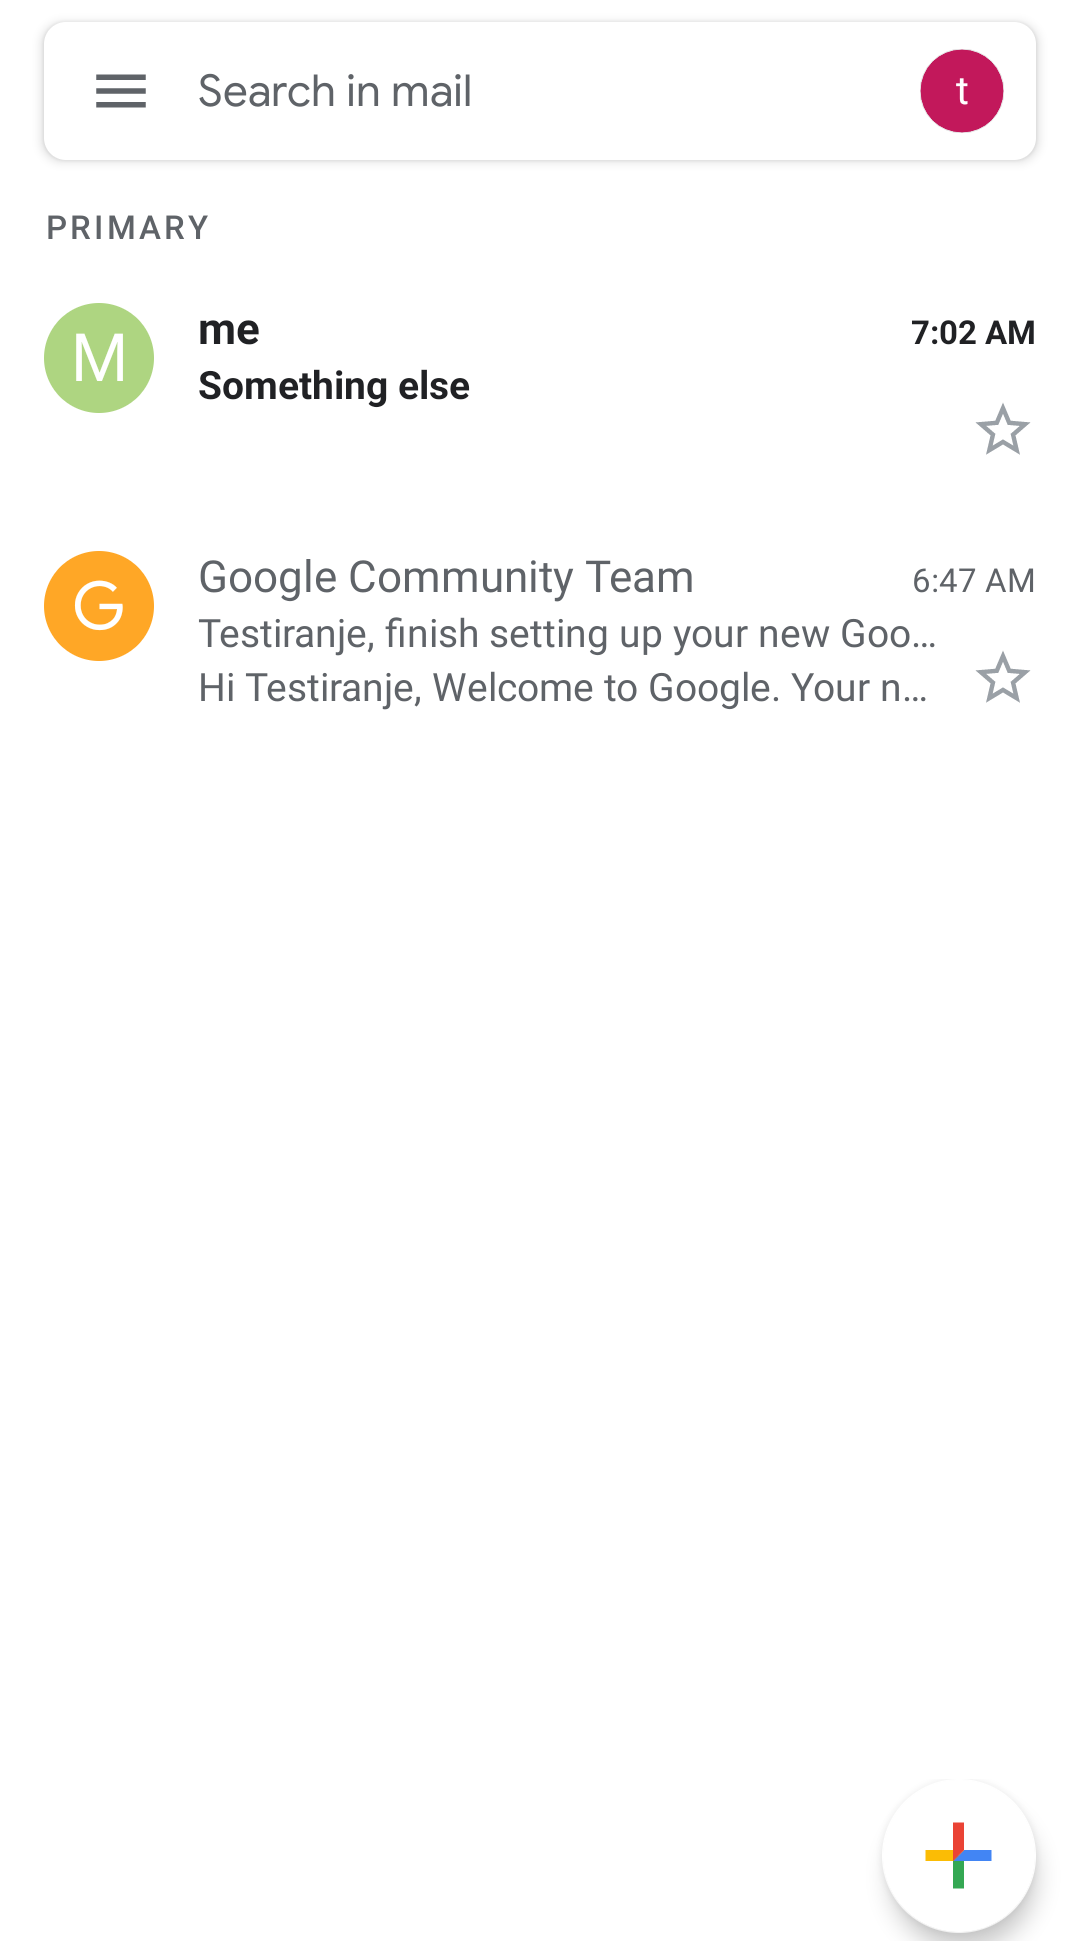 Search in mail
t
PRIMARY
M
me
7:02 AM
Something else
G
Google Community Team
6:47 AM
Testiranje, finish setting up your new Goo...
Hi Testiranje, Welcome to Google. Your n...